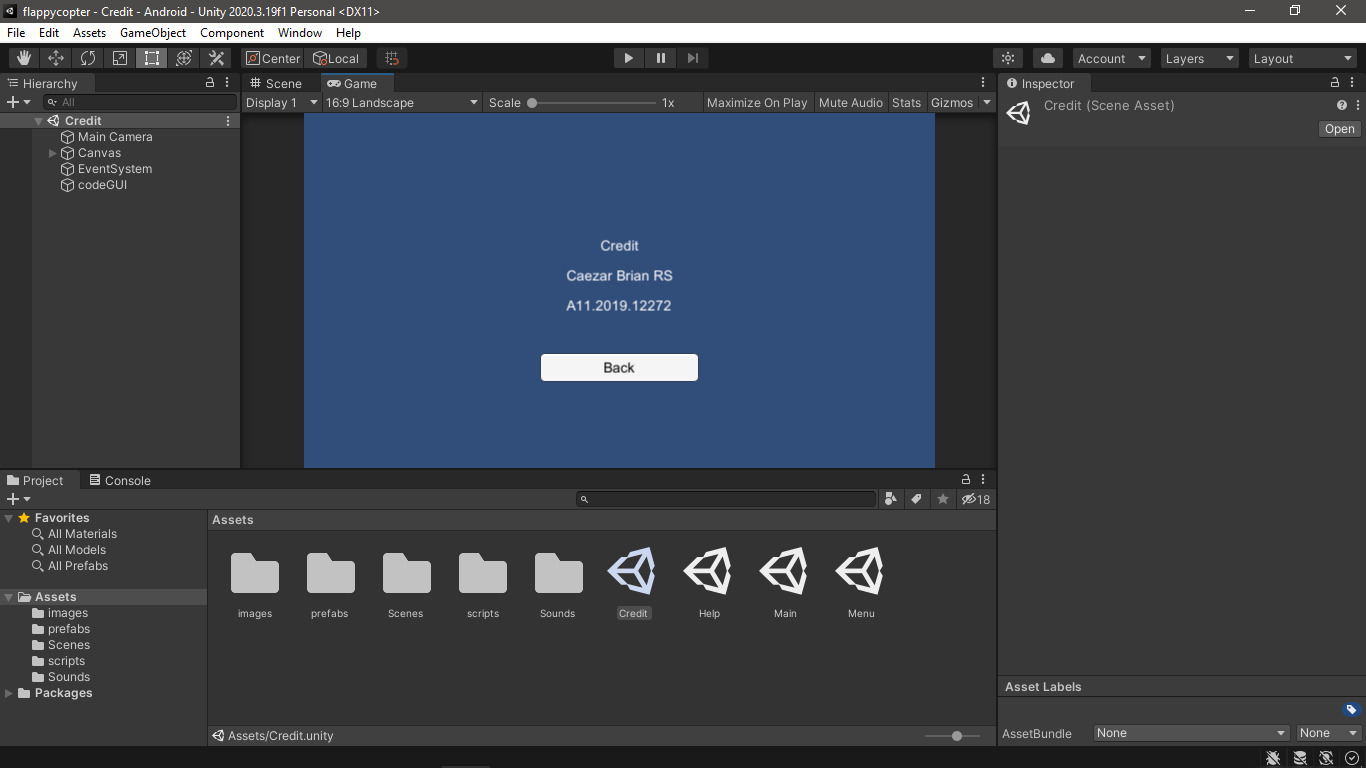 flappycopter - Credit - Android - Unity 2020.3.19f1 Personal <DX11>
File Edit Assets GameObject Component Window Help
Center Local Account Layers Layout
Hierarchy
All
Credit
Main Camera
Canvas
EventSystem
codeGUI
Scene Game
Display 1 16:9 Landscape Scale 1x Maximize On Play Mute Audio Stats Gizmos
Credit
Caezar Brian RS
A11.2019.12272
Back
Inspector
Credit (Scene Asset)
Open
Project Console
18
Favorites
All Materials
All Models
All Prefabs
Assets
images
prefabs
Scenes
scripts
Sounds
Packages
Assets
images prefabs Scenes scripts Sounds Credit Help Main Menu
Assets/Credit.unity
Asset Labels
AssetBundle None None